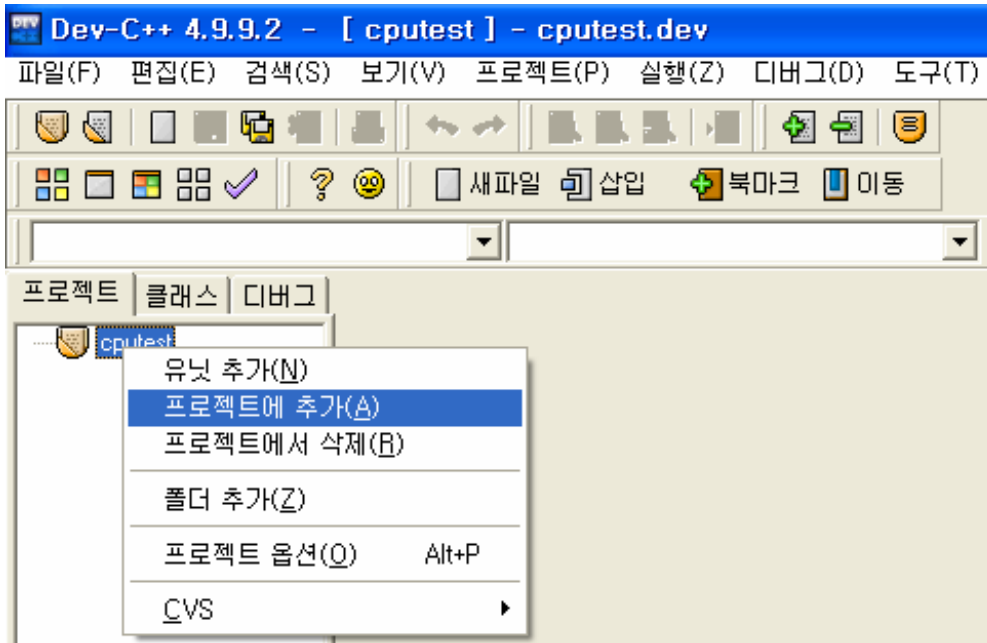 Dev-C++ 4.9.9.2 - [ cputest ] - cputest.dev
파일(F) 편집(E) 검색(S) 보기(V) 프로젝트(P) 실행(Z) 디버그(D) 도구(T)
새파일 삽입 북마크 이동
프로젝트 클래스 디버그
cputest
유닛 추가(N)
프로젝트에 추가(A)
프로젝트에서 삭제(R)
폴더 추가(Z)
프로젝트 옵션(O) Alt+P
CVS